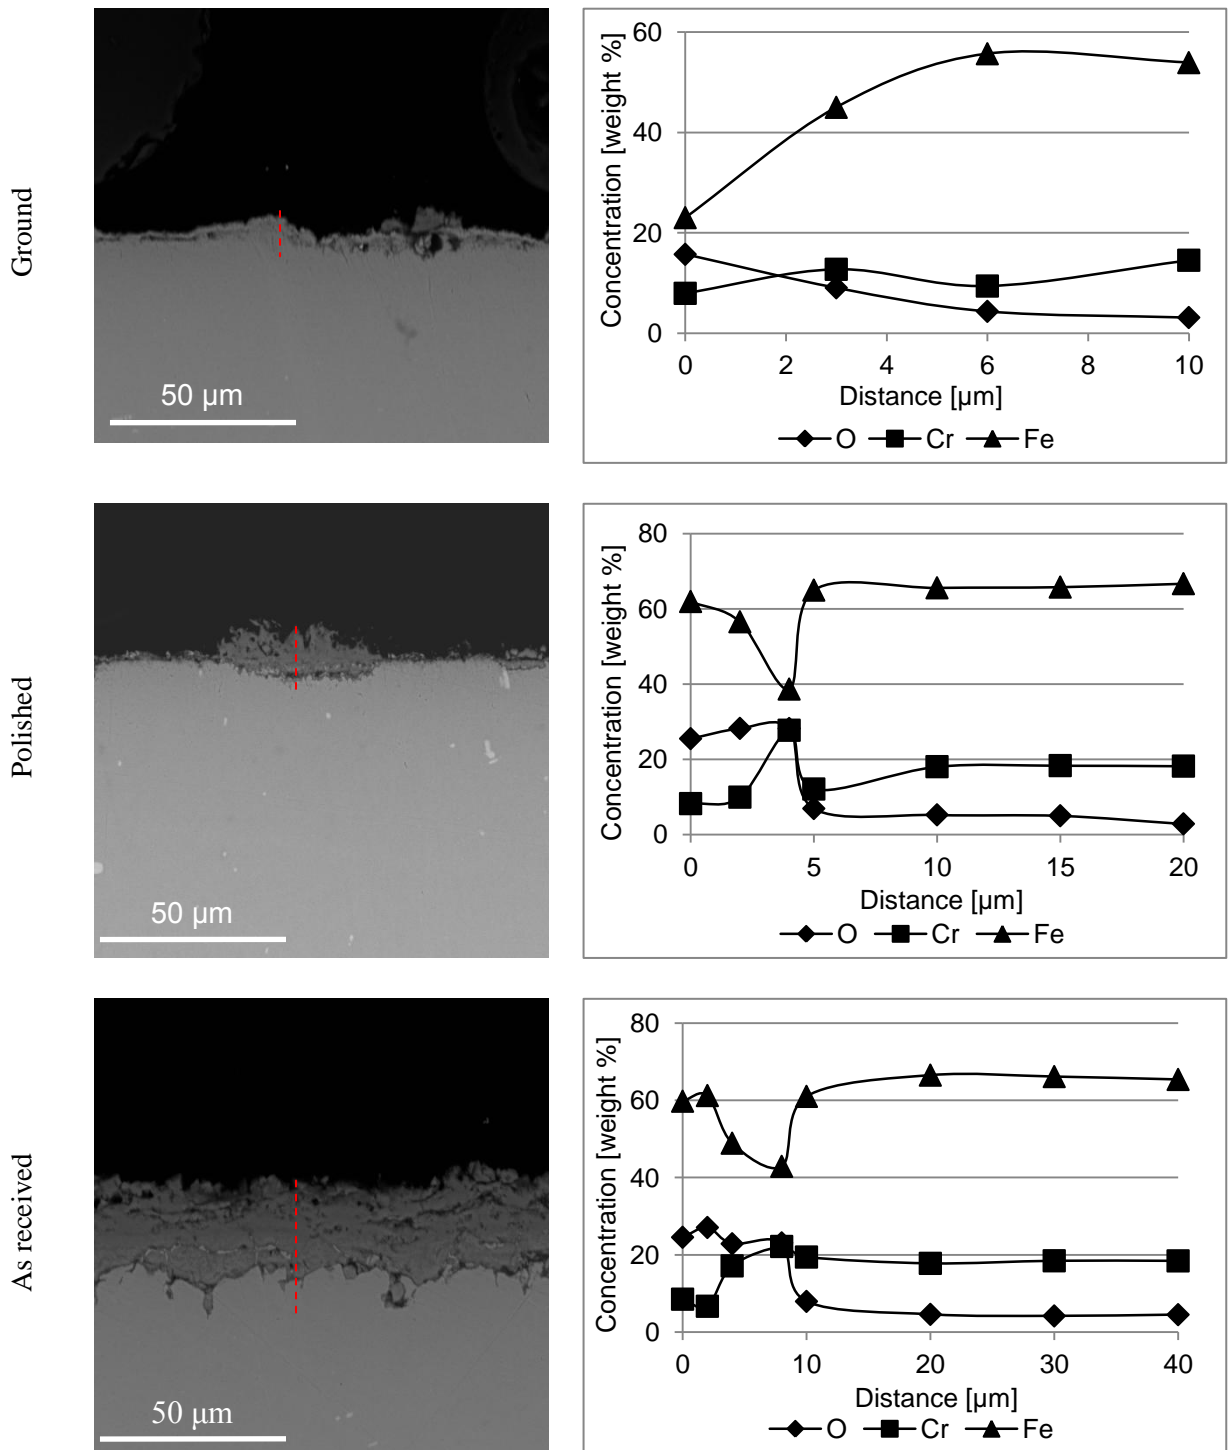 Ground
50 µm
Concentration [weight %]
60
40
20
0
0 2 4 6 8 10
Distance [µm]
O Cr Fe
Polished
50 µm
Concentration [weight %]
80
60
40
20
0
0 5 10 15 20
Distance [µm]
O Cr Fe
As received
50 µm
Concentration [weight %]
80
60
40
20
0
0 10 20 30 40
Distance [µm]
O Cr Fe